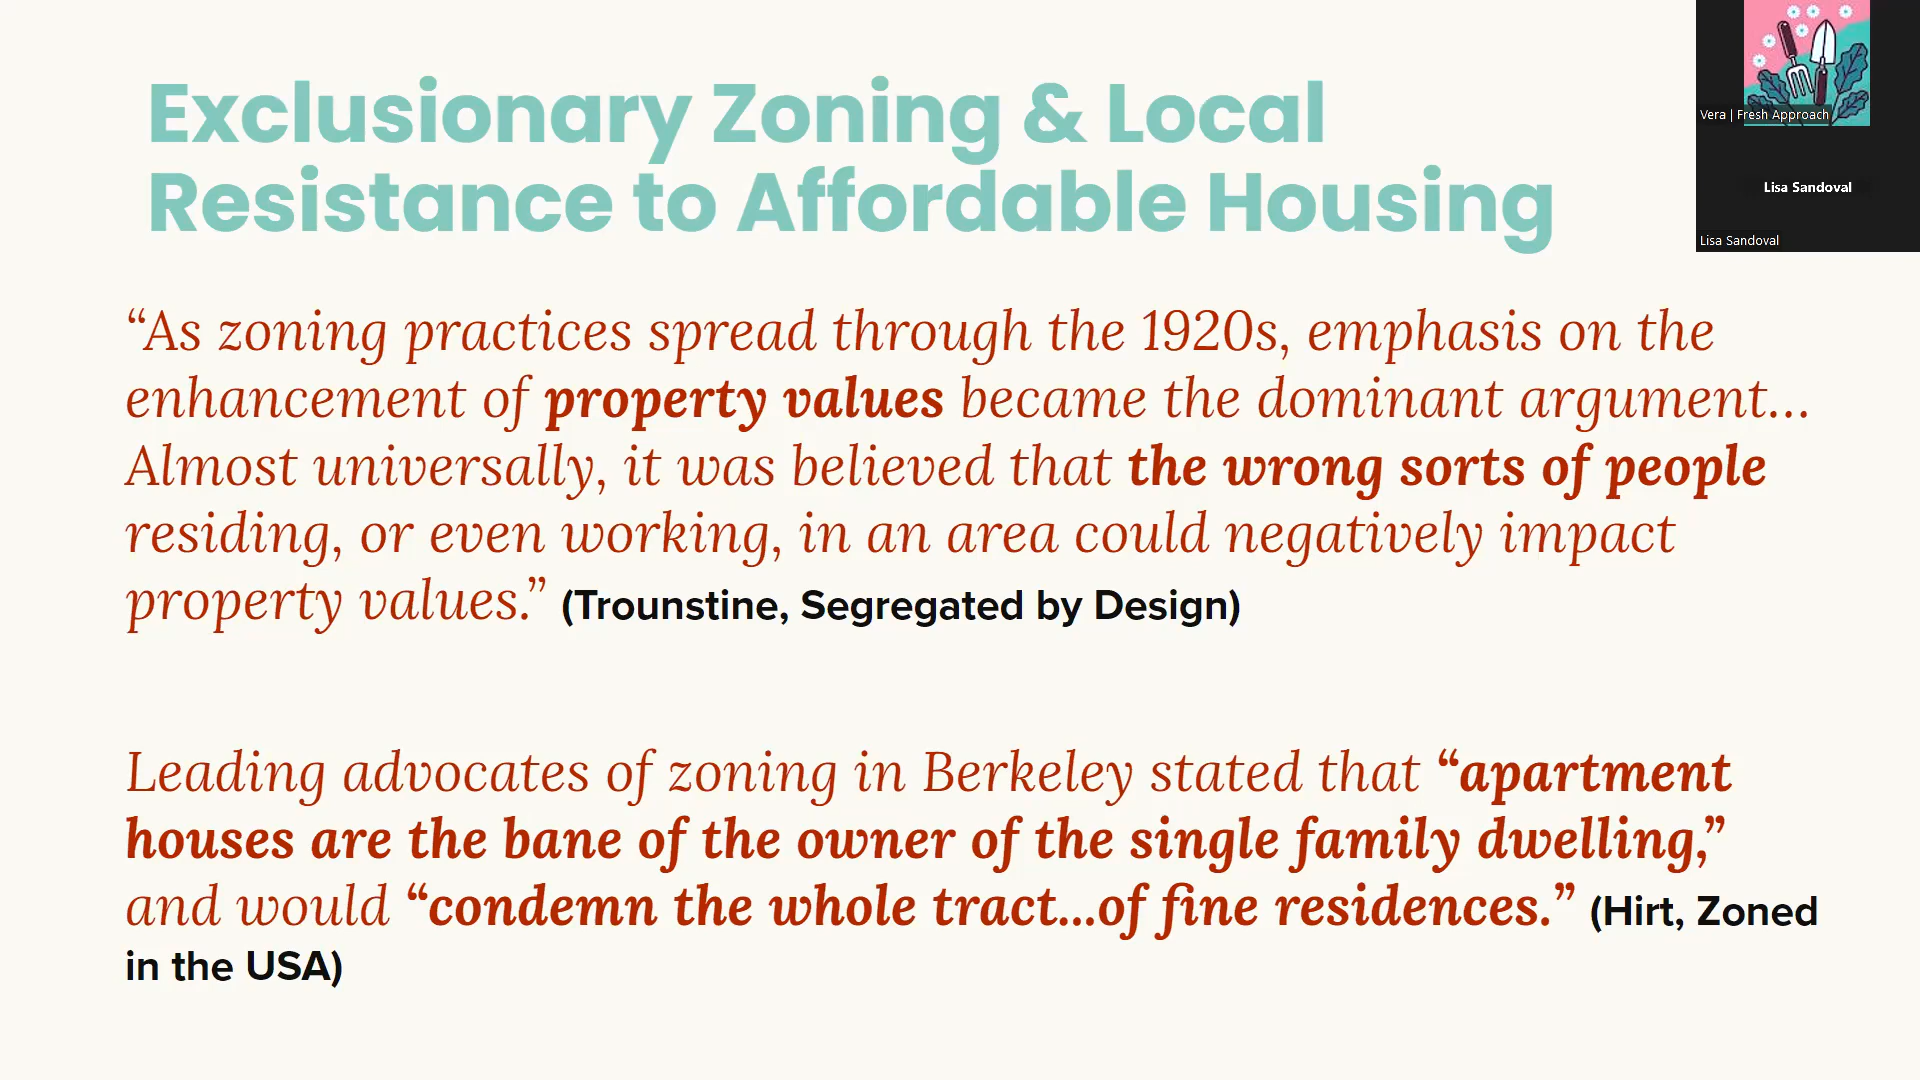 Exclusionary Zoning & Local
Resistance to Affordable Housing
“As zoning practices spread through the 1920s, emphasis on the
enhancement of property values became the dominant argument…
Almost universally, it was believed that the wrong sorts of people
residing, or even working, in an area could negatively impact
property values.” (Trounstine, Segregated by Design)
Leading advocates of zoning in Berkeley stated that “apartment
houses are the bane of the owner of the single family dwelling,”
and would “condemn the whole tract...of fine residences.” (Hirt, Zoned
in the USA)
Vera | Fresh Approach
Lisa Sandoval
Lisa Sandoval